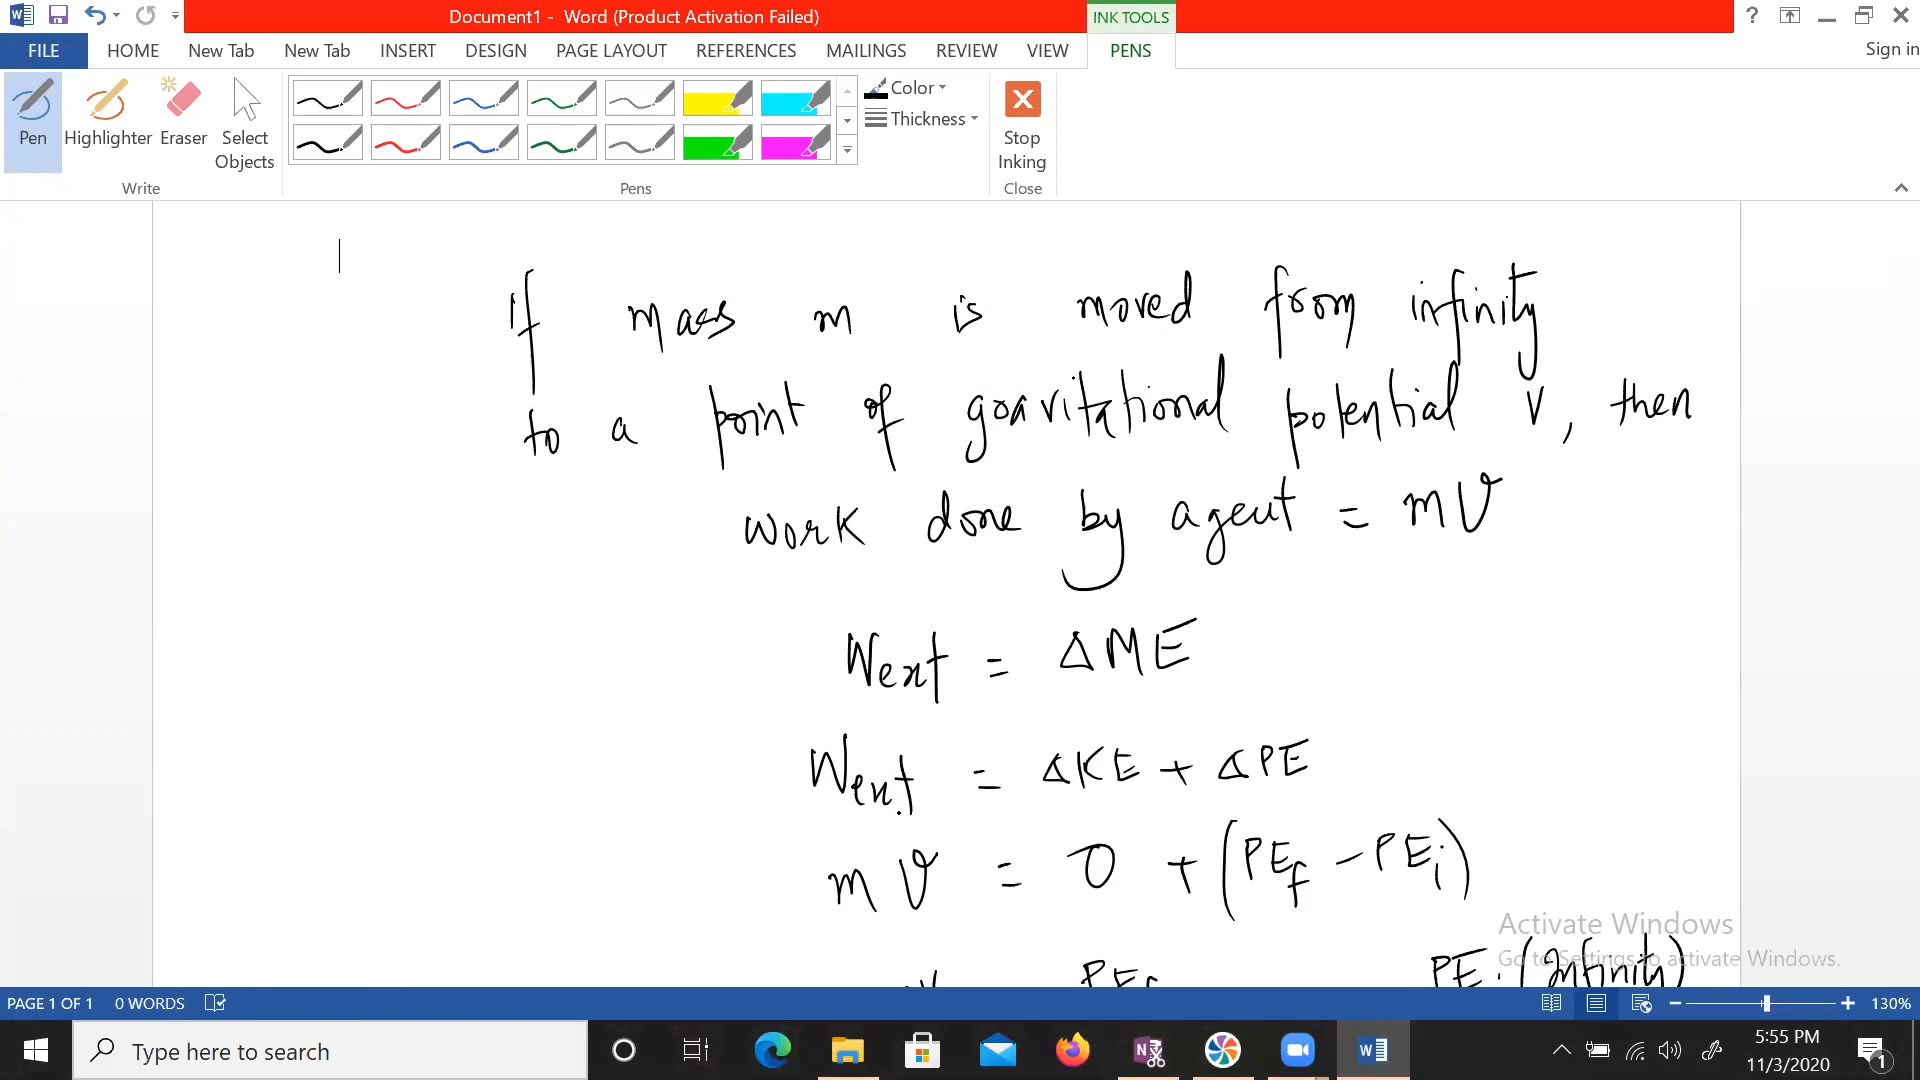 Document1 - Word (Product Activation Failed)
INK TOOLS
?
FILE HOME New Tab New Tab INSERT DESIGN PAGE LAYOUT REFERENCES MAILINGS REVIEW VIEW PENS Sign in
Pen Highlighter Eraser Select Objects
Color
Thickness
Stop Inking
Write Pens Close
If mass m is moved from infinity
to a point of gravitational potential V, then
work done by agent = mV
Wext = ΔME
Wext = ΔKE + ΔPE
mV = 0 + (PEf - PEi)
PEi (Infinity)
Activate Windows
Go to Settings to activate Windows.
PAGE 1 OF 1 0 WORDS 130%
Type here to search
5:55 PM
11/3/2020
1